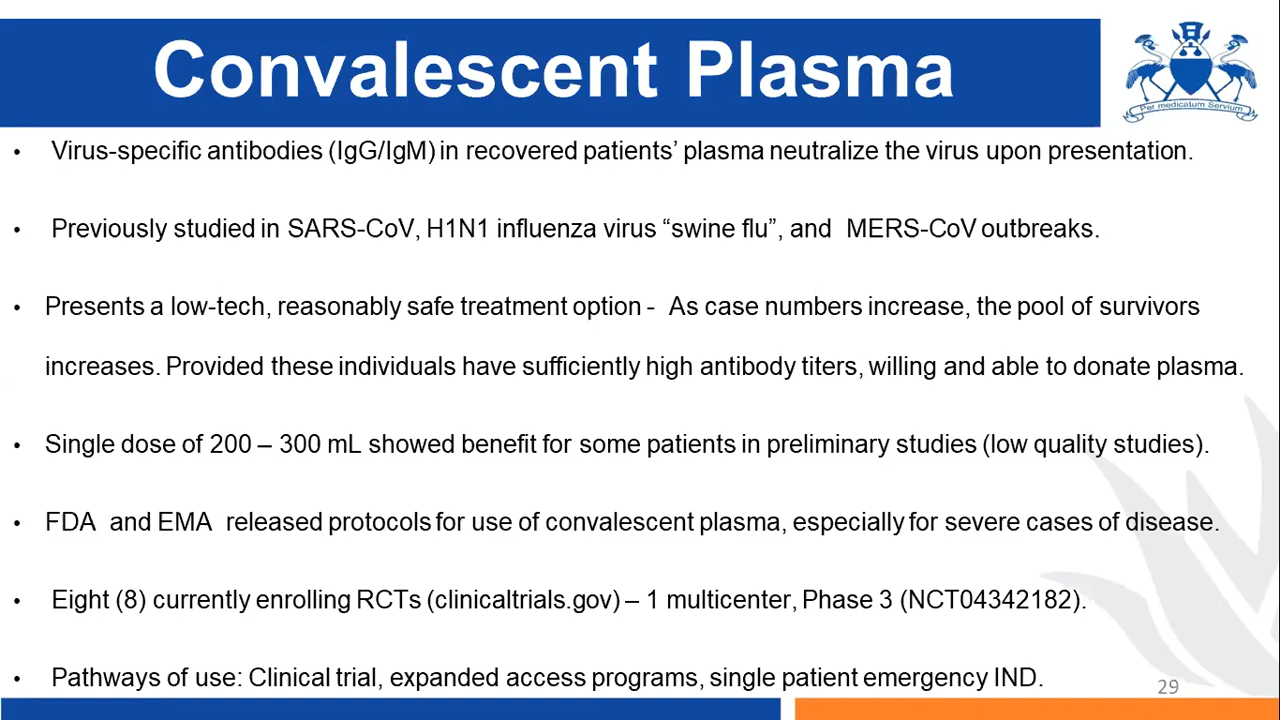 Convalescent Plasma
Per medicatum Servium
• Virus-specific antibodies (IgG/IgM) in recovered patients’ plasma neutralize the virus upon presentation.
• Previously studied in SARS-CoV, H1N1 influenza virus “swine flu”, and MERS-CoV outbreaks.
• Presents a low-tech, reasonably safe treatment option - As case numbers increase, the pool of survivors
increases. Provided these individuals have sufficiently high antibody titers, willing and able to donate plasma.
• Single dose of 200 – 300 mL showed benefit for some patients in preliminary studies (low quality studies).
• FDA and EMA released protocols for use of convalescent plasma, especially for severe cases of disease.
• Eight (8) currently enrolling RCTs (clinicaltrials.gov) – 1 multicenter, Phase 3 (NCT04342182).
• Pathways of use: Clinical trial, expanded access programs, single patient emergency IND.
29